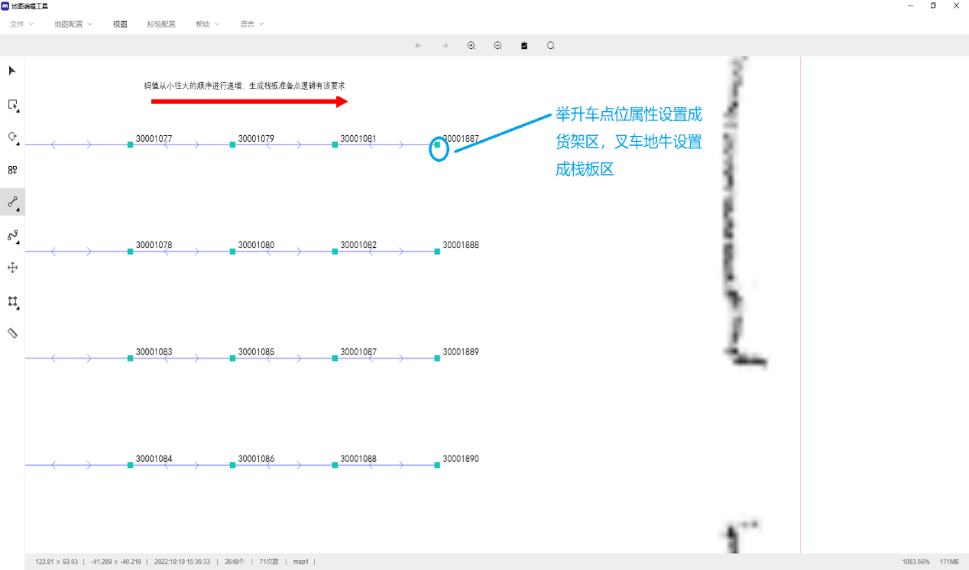 地图编辑工具
文件 地图配置 视图 校验配置 帮助 语言
码值从小往大的顺序进行递增,生成栈板准备点逻辑有该要求
举升车点位属性设置成
货架区,叉车地牛设置
成栈板区
30001077 30001079 30001081 30001887
30001078 30001080 30001082 30001888
30001083 30001085 30001087 30001889
30001084 30001086 30001088 30001890
122.81 x 63.03 | -41.289 x -40.219 | 2022:10:19 15:35:33 | 2649个 | 71次数 | map1 | 1083.56% 171MB